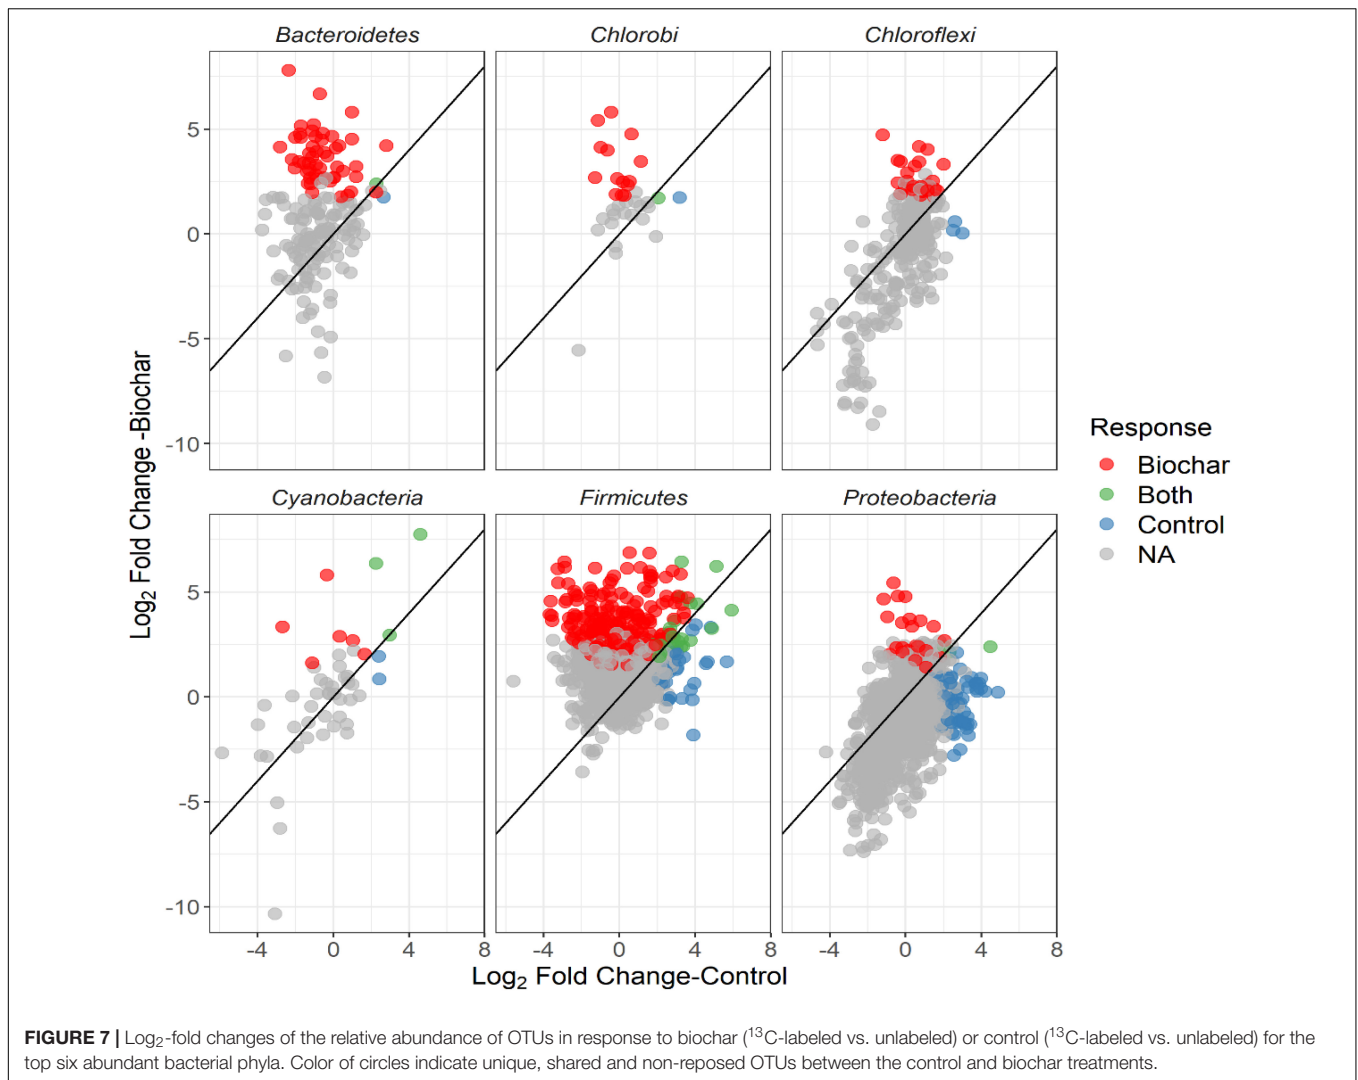 Bacteroidetes Chlorobi Chloroflexi
5
0
-5
-10
Log2 Fold Change -Biochar
Response
Biochar
Both
Control
NA
Cyanobacteria Firmicutes Proteobacteria
5
0
-5
-10
-4 0 4 8 -4 0 4 8 -4 0 4 8
Log2 Fold Change-Control
FIGURE 7 | Log2-fold changes of the relative abundance of OTUs in response to biochar (13C-labeled vs. unlabeled) or control (13C-labeled vs. unlabeled) for the
top six abundant bacterial phyla. Color of circles indicate unique, shared and non-reposed OTUs between the control and biochar treatments.